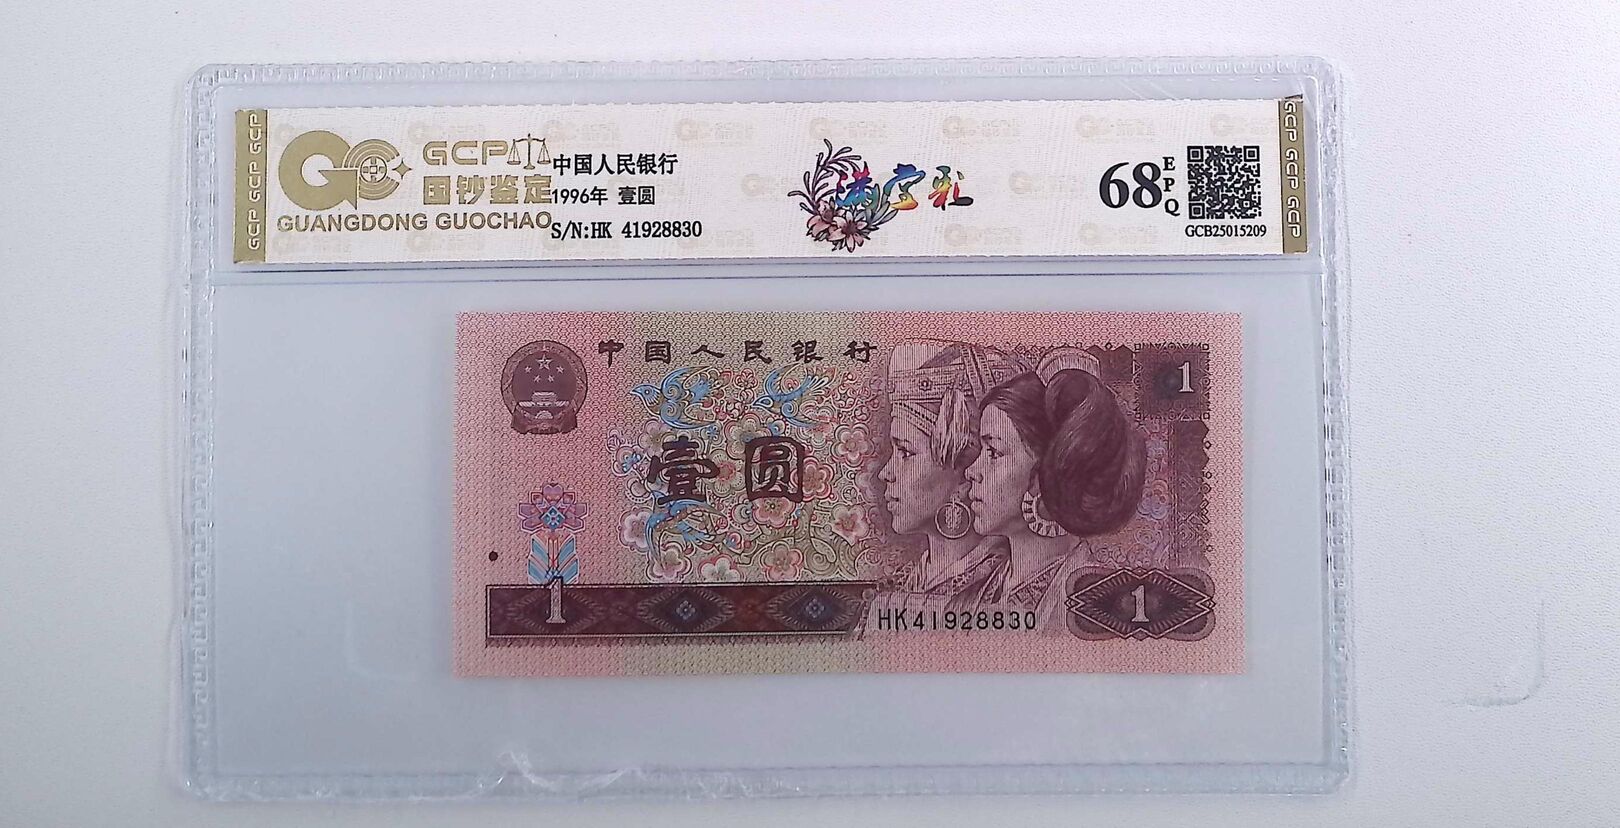 GCP GCP GCP
GCP
国钞鉴定
GUANGDONG GUOCHAO
中国人民银行
1996年 壹圆
S/N:HK 41928830
满堂彩
68
EPQ
GCB25015209
GCP GCP GCP
中国人民银行
1
壹圆
1
HK41928830
1